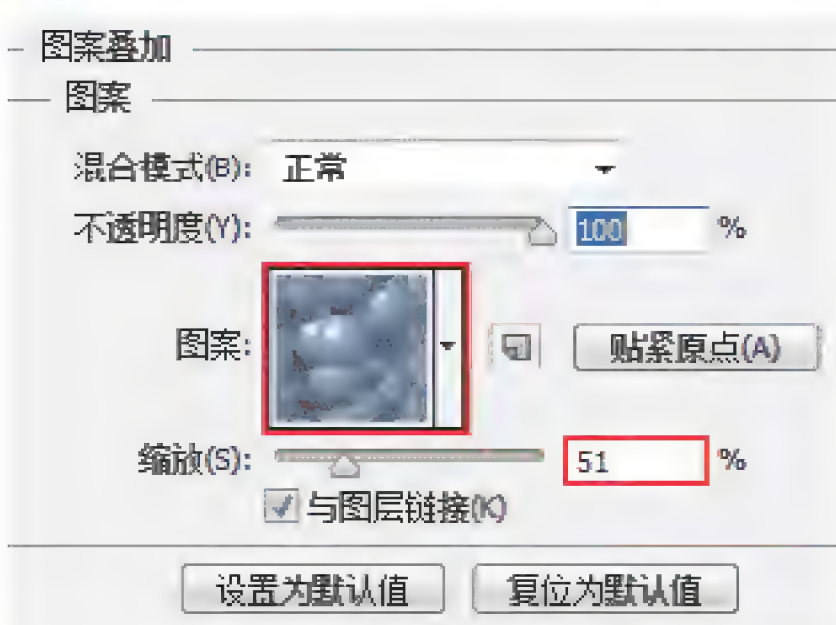 图案叠加
图案
混合模式(B): 正常
不透明度(Y): 100 %
图案: 贴紧原点(A)
缩放(S): 51 %
与图层链接(K)
设置为默认值 复位为默认值